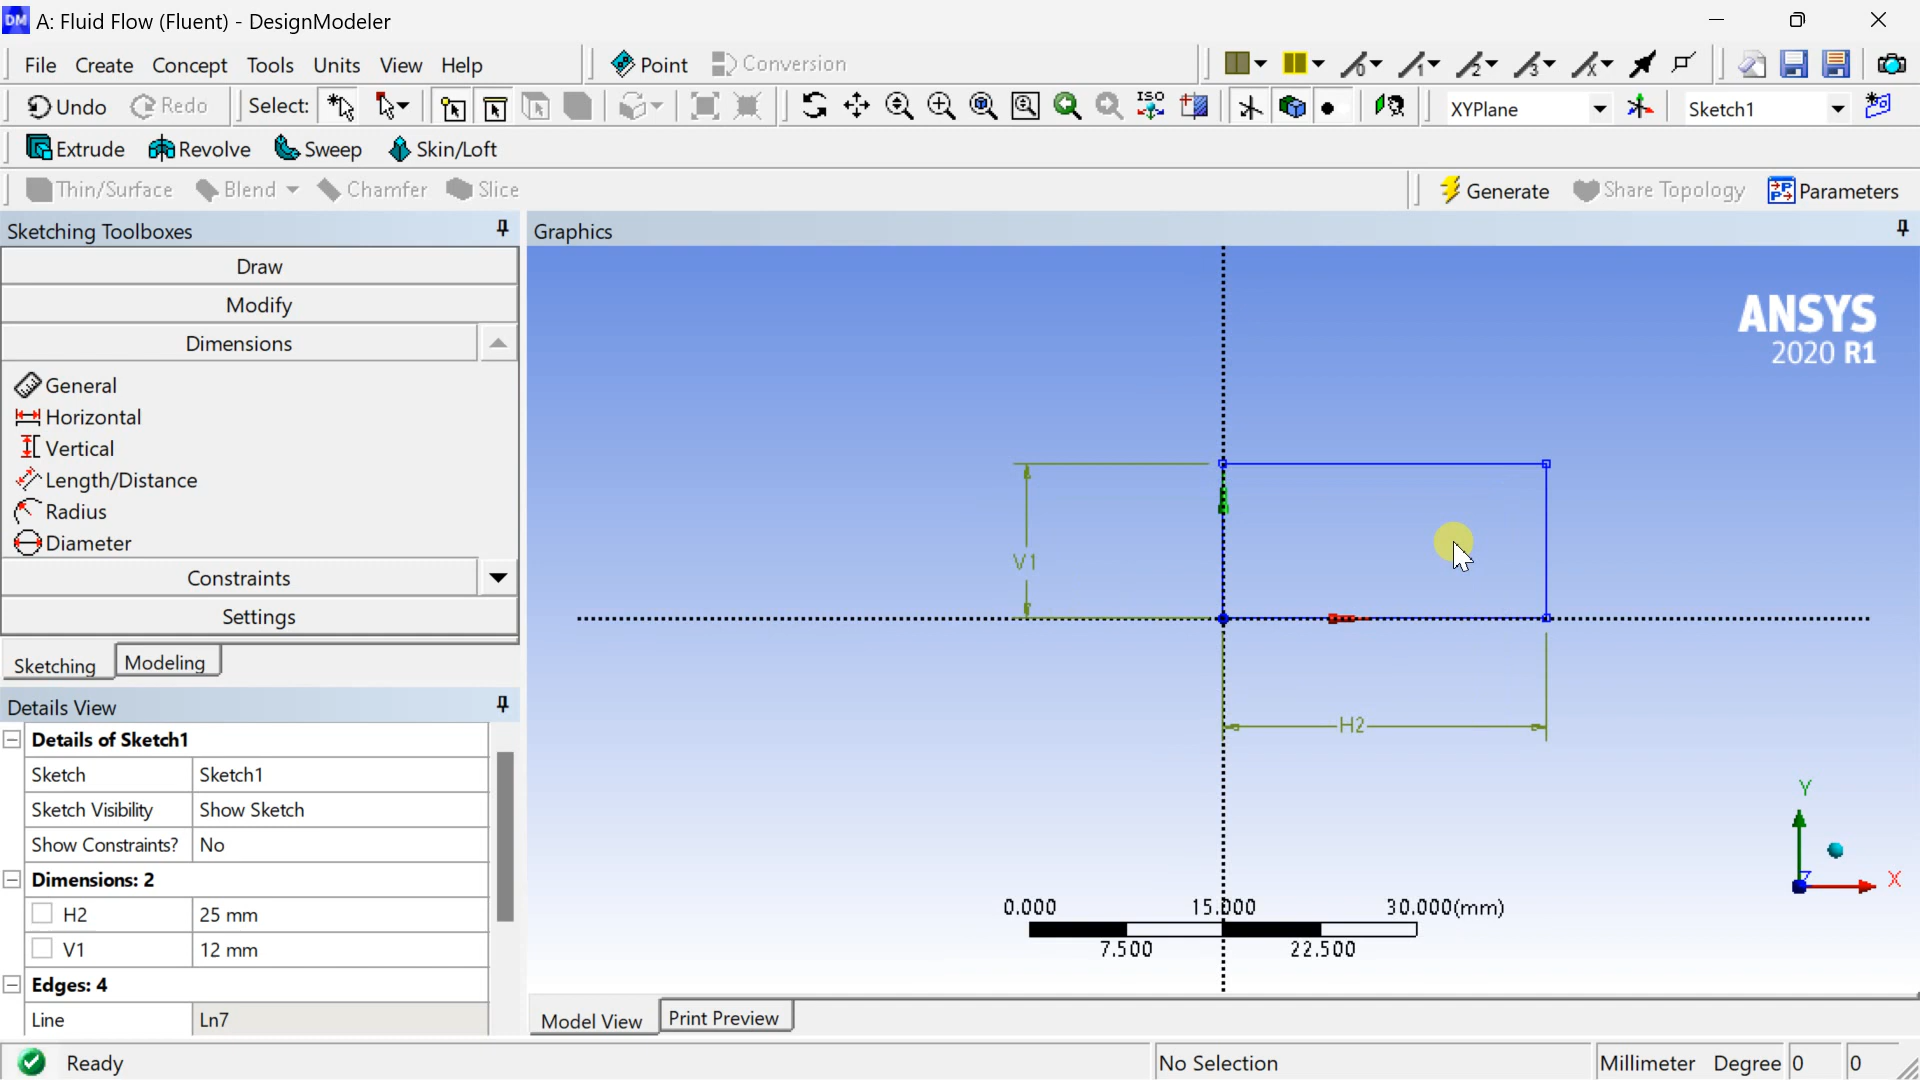 DM A: Fluid Flow (Fluent) - DesignModeler
File Create Concept Tools Units View Help Point Conversion
Undo Redo Select: ISO XYPlane Sketch1
Extrude Revolve Sweep Skin/Loft
Thin/Surface Blend Chamfer Slice Generate Share Topology Parameters
Sketching Toolboxes
Draw
Modify
Dimensions
General
Horizontal
Vertical
Length/Distance
Radius
Diameter
Constraints
Settings
Sketching Modeling
Details View
Details of Sketch1
Sketch Sketch1
Sketch Visibility Show Sketch
Show Constraints? No
Dimensions: 2
H2 25 mm
V1 12 mm
Edges: 4
Line Ln7
Graphics
ANSYS
2020 R1
V1
H2
Y
Z X
0.000 15.000 30.000(mm)
7.500 22.500
Model View Print Preview
Ready No Selection Millimeter Degree 0 0